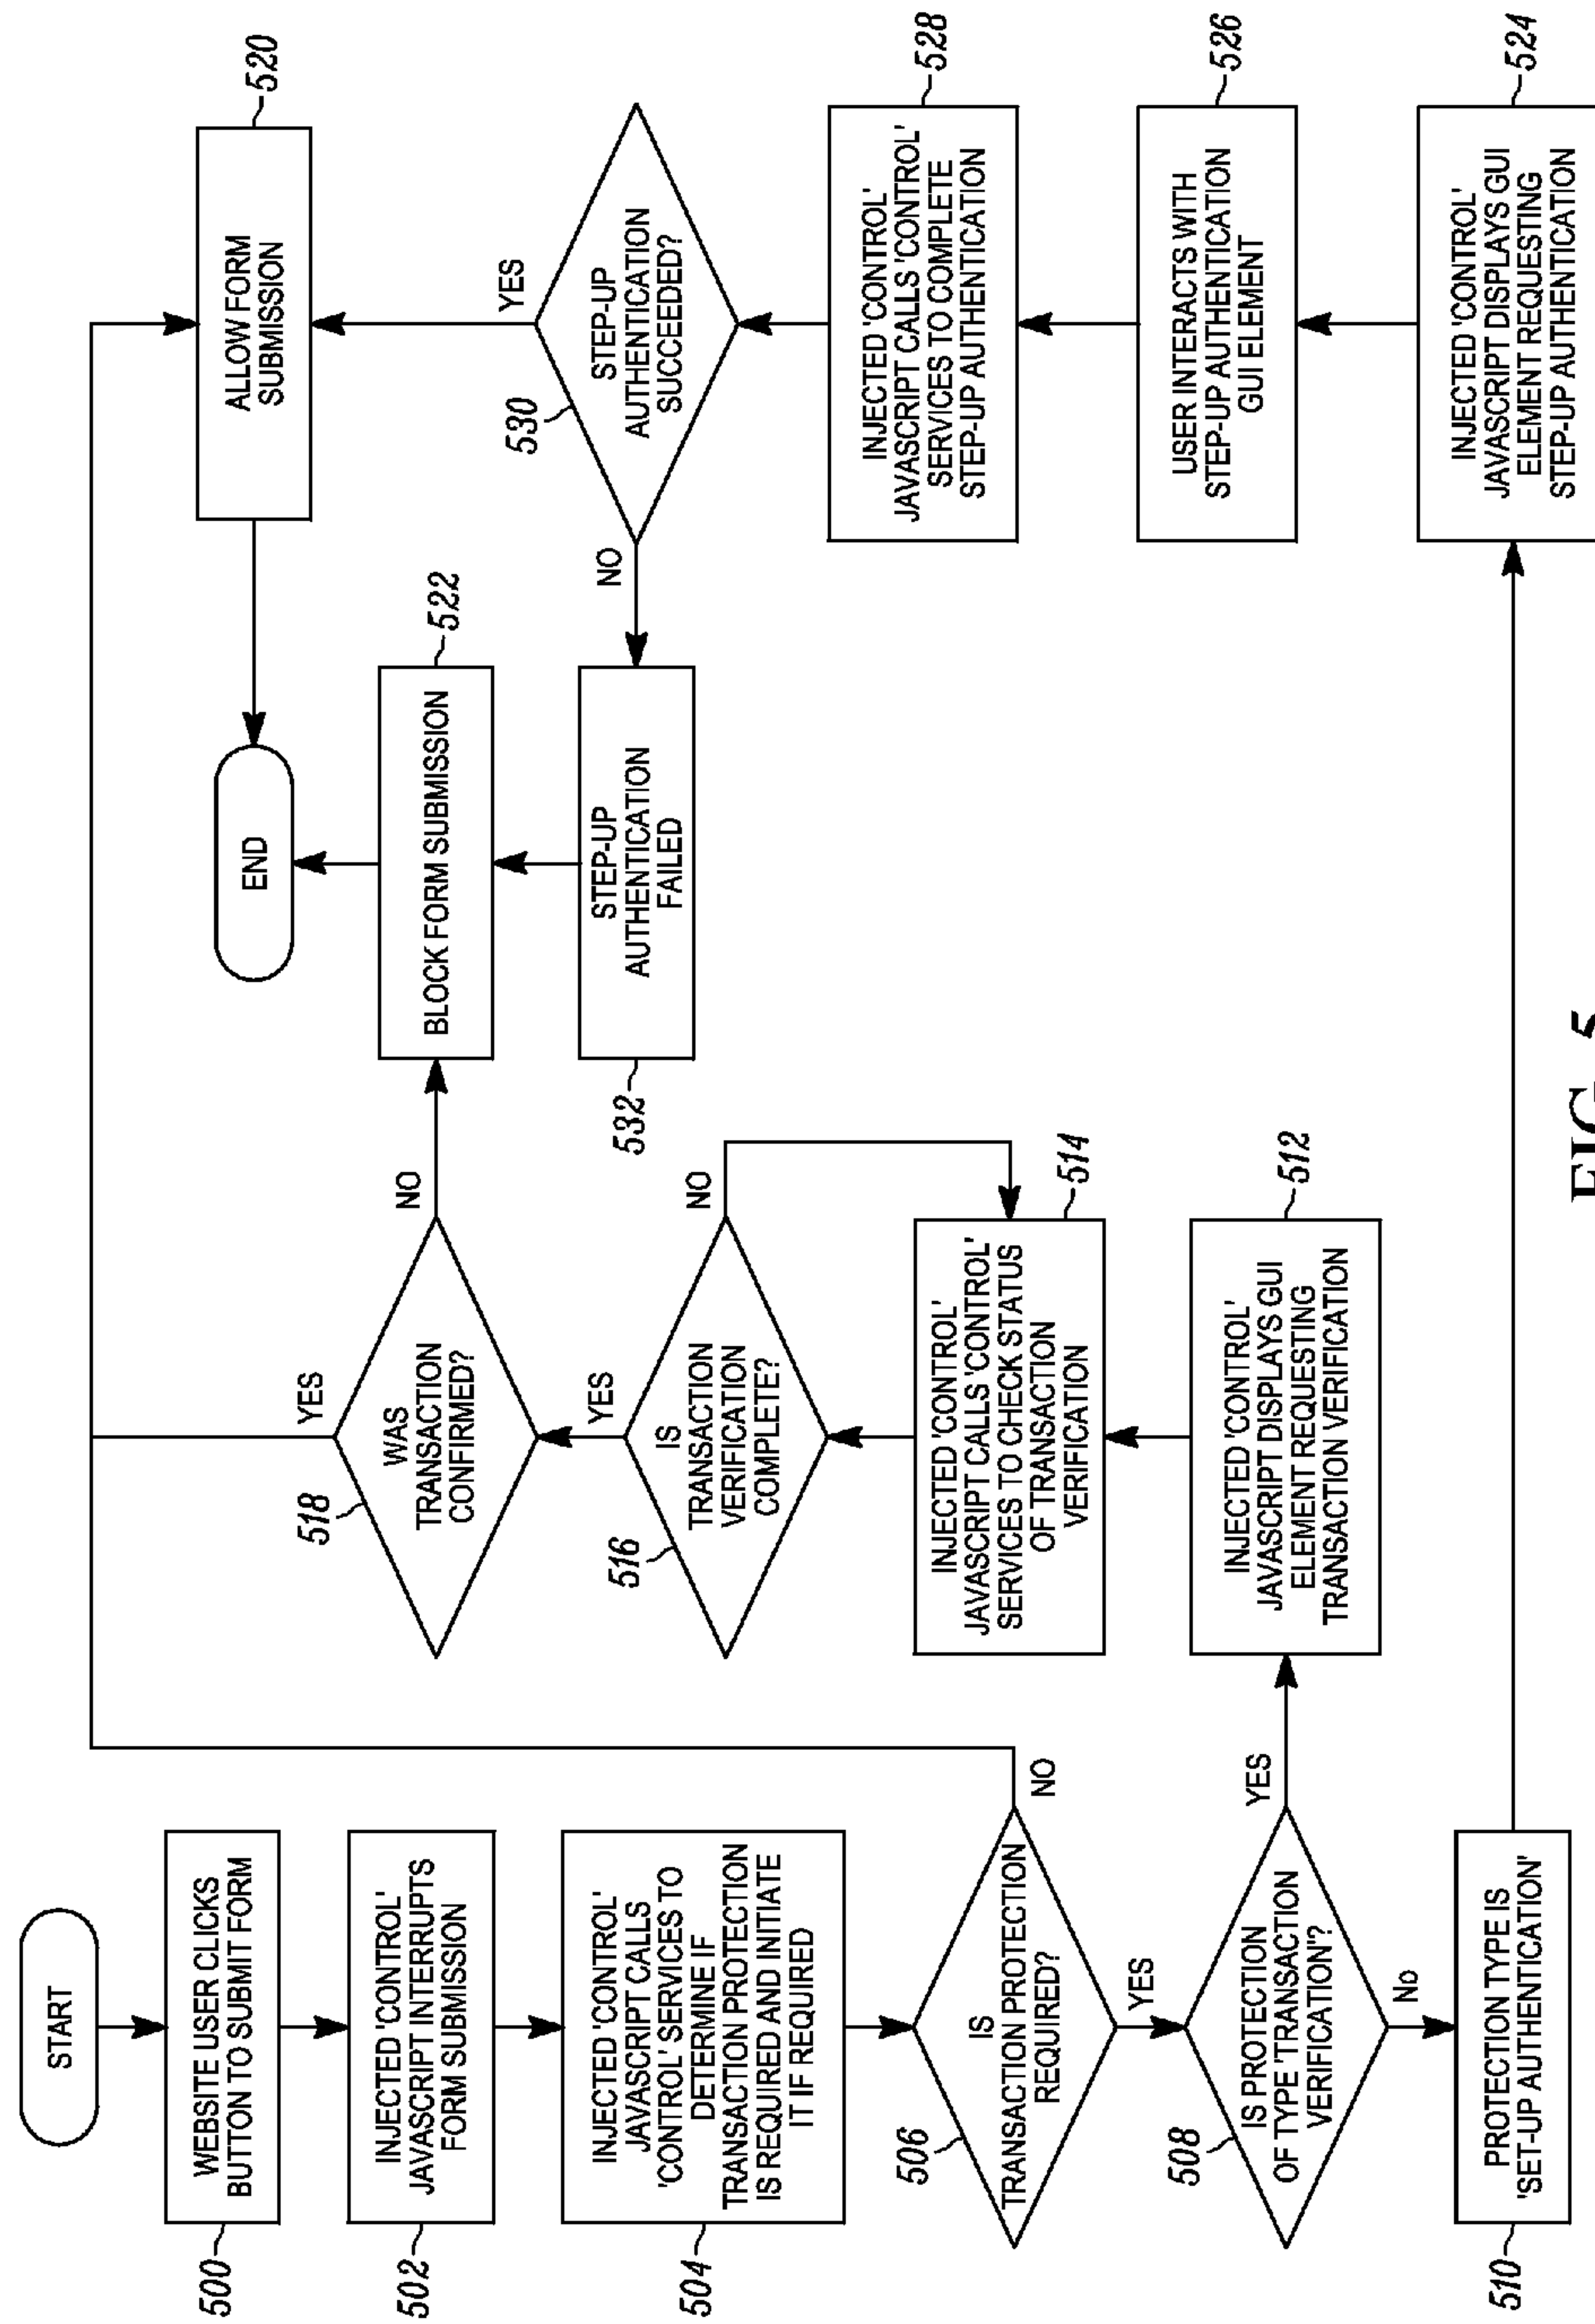 START
WEBSITE USER CLICKS
BUTTON TO SUBMIT FORM
500
INJECTED 'CONTROL'
JAVASCRIPT INTERRUPTS
FORM SUBMISSION
502
INJECTED 'CONTROL'
JAVASCRIPT CALLS
'CONTROL' SERVICES TO
DETERMINE IF
TRANSACTION PROTECTION
IS REQUIRED AND INITIATE
IT IF REQUIRED
504
IS
TRANSACTION PROTECTION
REQUIRED?
506
NO
YES
IS PROTECTION
OF TYPE 'TRANSACTION
VERIFICATION'?
508
YES
No
PROTECTION TYPE IS
'SET-UP AUTHENTICATION'
510
WAS
TRANSACTION
CONFIRMED?
518
YES
NO
IS
TRANSACTION
VERIFICATION
COMPLETE?
516
YES
NO
INJECTED 'CONTROL'
JAVASCRIPT CALLS 'CONTROL'
SERVICES TO CHECK STATUS
OF TRANSACTION
VERIFICATION
514
INJECTED 'CONTROL'
JAVASCRIPT DISPLAYS GUI
ELEMENT REQUESTING
TRANSACTION VERIFICATION
512
END
BLOCK FORM SUBMISSION
522
STEP-UP
AUTHENTICATION
FAILED
532
ALLOW FORM
SUBMISSION
520
STEP-UP
AUTHENTICATION
SUCCEEDED?
530
YES
NO
INJECTED 'CONTROL'
JAVASCRIPT CALLS 'CONTROL'
SERVICES TO COMPLETE
STEP-UP AUTHENTICATION
528
USER INTERACTS WITH
STEP-UP AUTHENTICATION
GUI ELEMENT
526
INJECTED 'CONTROL'
JAVASCRIPT DISPLAYS GUI
ELEMENT REQUESTING
STEP-UP AUTHENTICATION
524
FIG. 5